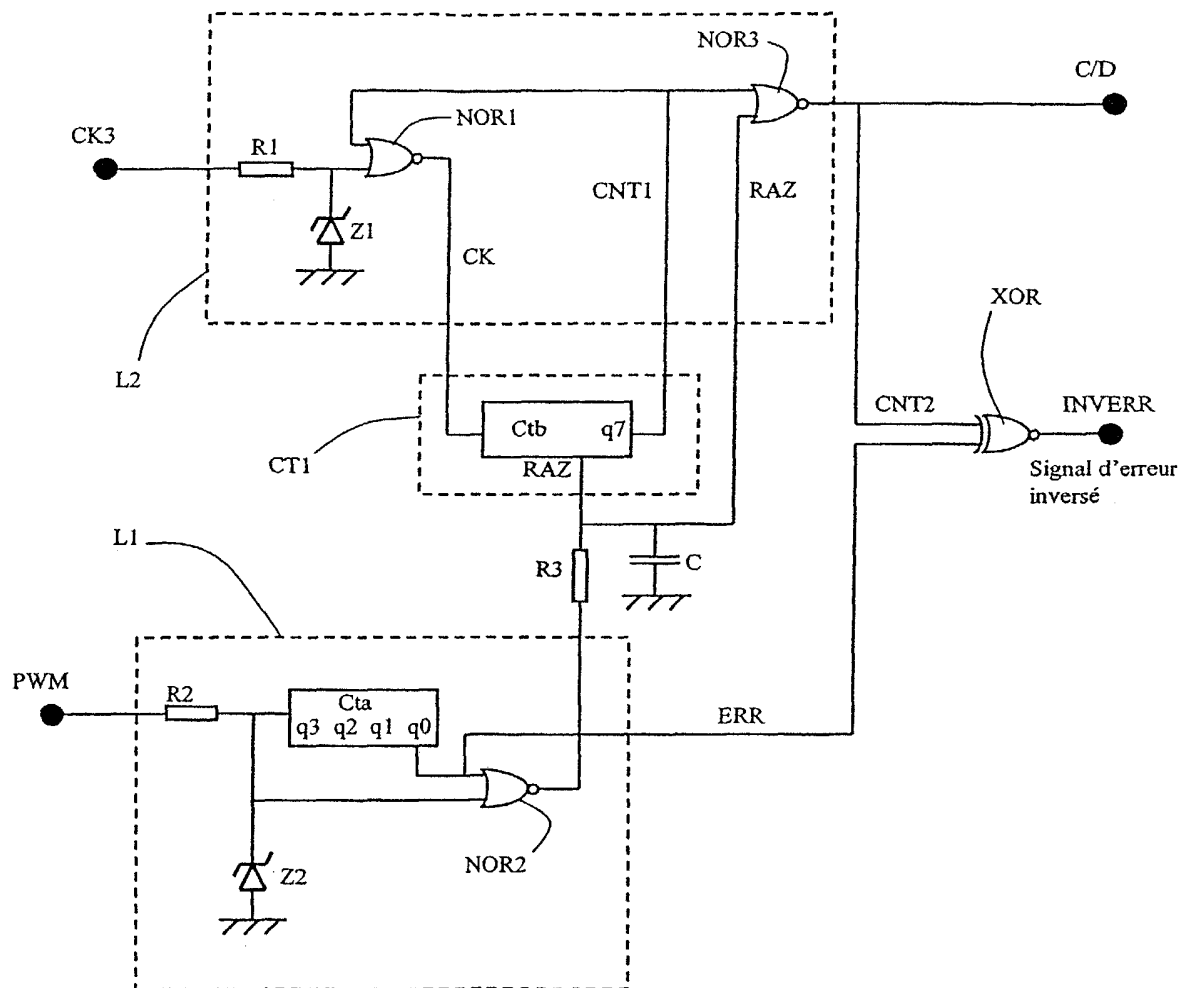 NOR3
C/D
CK3
NOR1
R1
CNT1
RAZ
Z1
CK
XOR
L2
CNT2
INVERR
Ctb q7
CT1
RAZ
Signal d'erreur
inversé
L1
R3
C
PWM
R2
Cta
q3 q2 q1 q0
ERR
Z2
NOR2